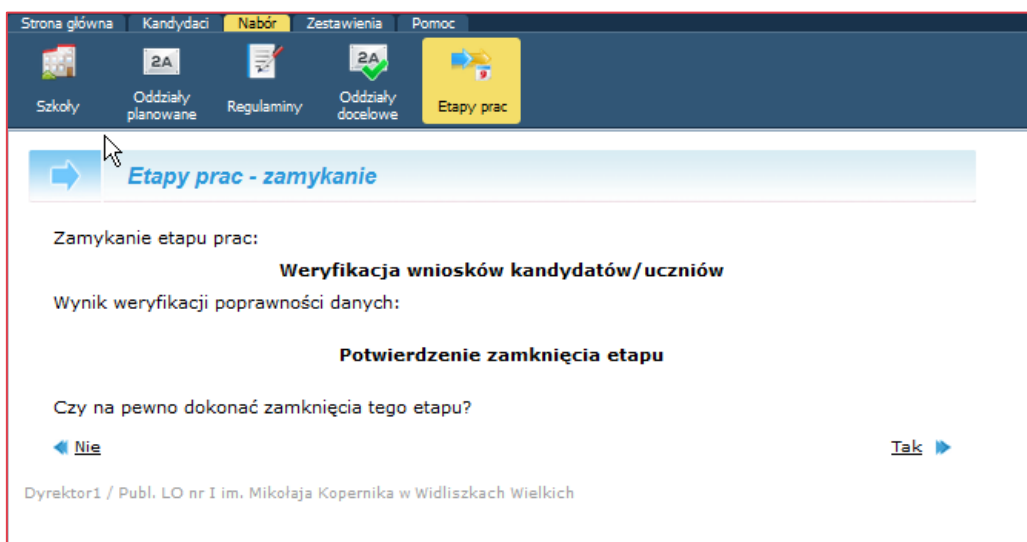 Strona główna Kandydaci Nabór Zestawienia Pomoc
2A 2A 9
Szkoły Oddziały planowane Regulaminy Oddziały docelowe Etapy prac
Etapy prac - zamykanie
Zamykanie etapu prac:
Weryfikacja wniosków kandydatów/uczniów
Wynik weryfikacji poprawności danych:
Potwierdzenie zamknięcia etapu
Czy na pewno dokonać zamknięcia tego etapu?
Nie Tak
Dyrektor1 / Publ. LO nr I im. Mikołaja Kopernika w Widliszkach Wielkich